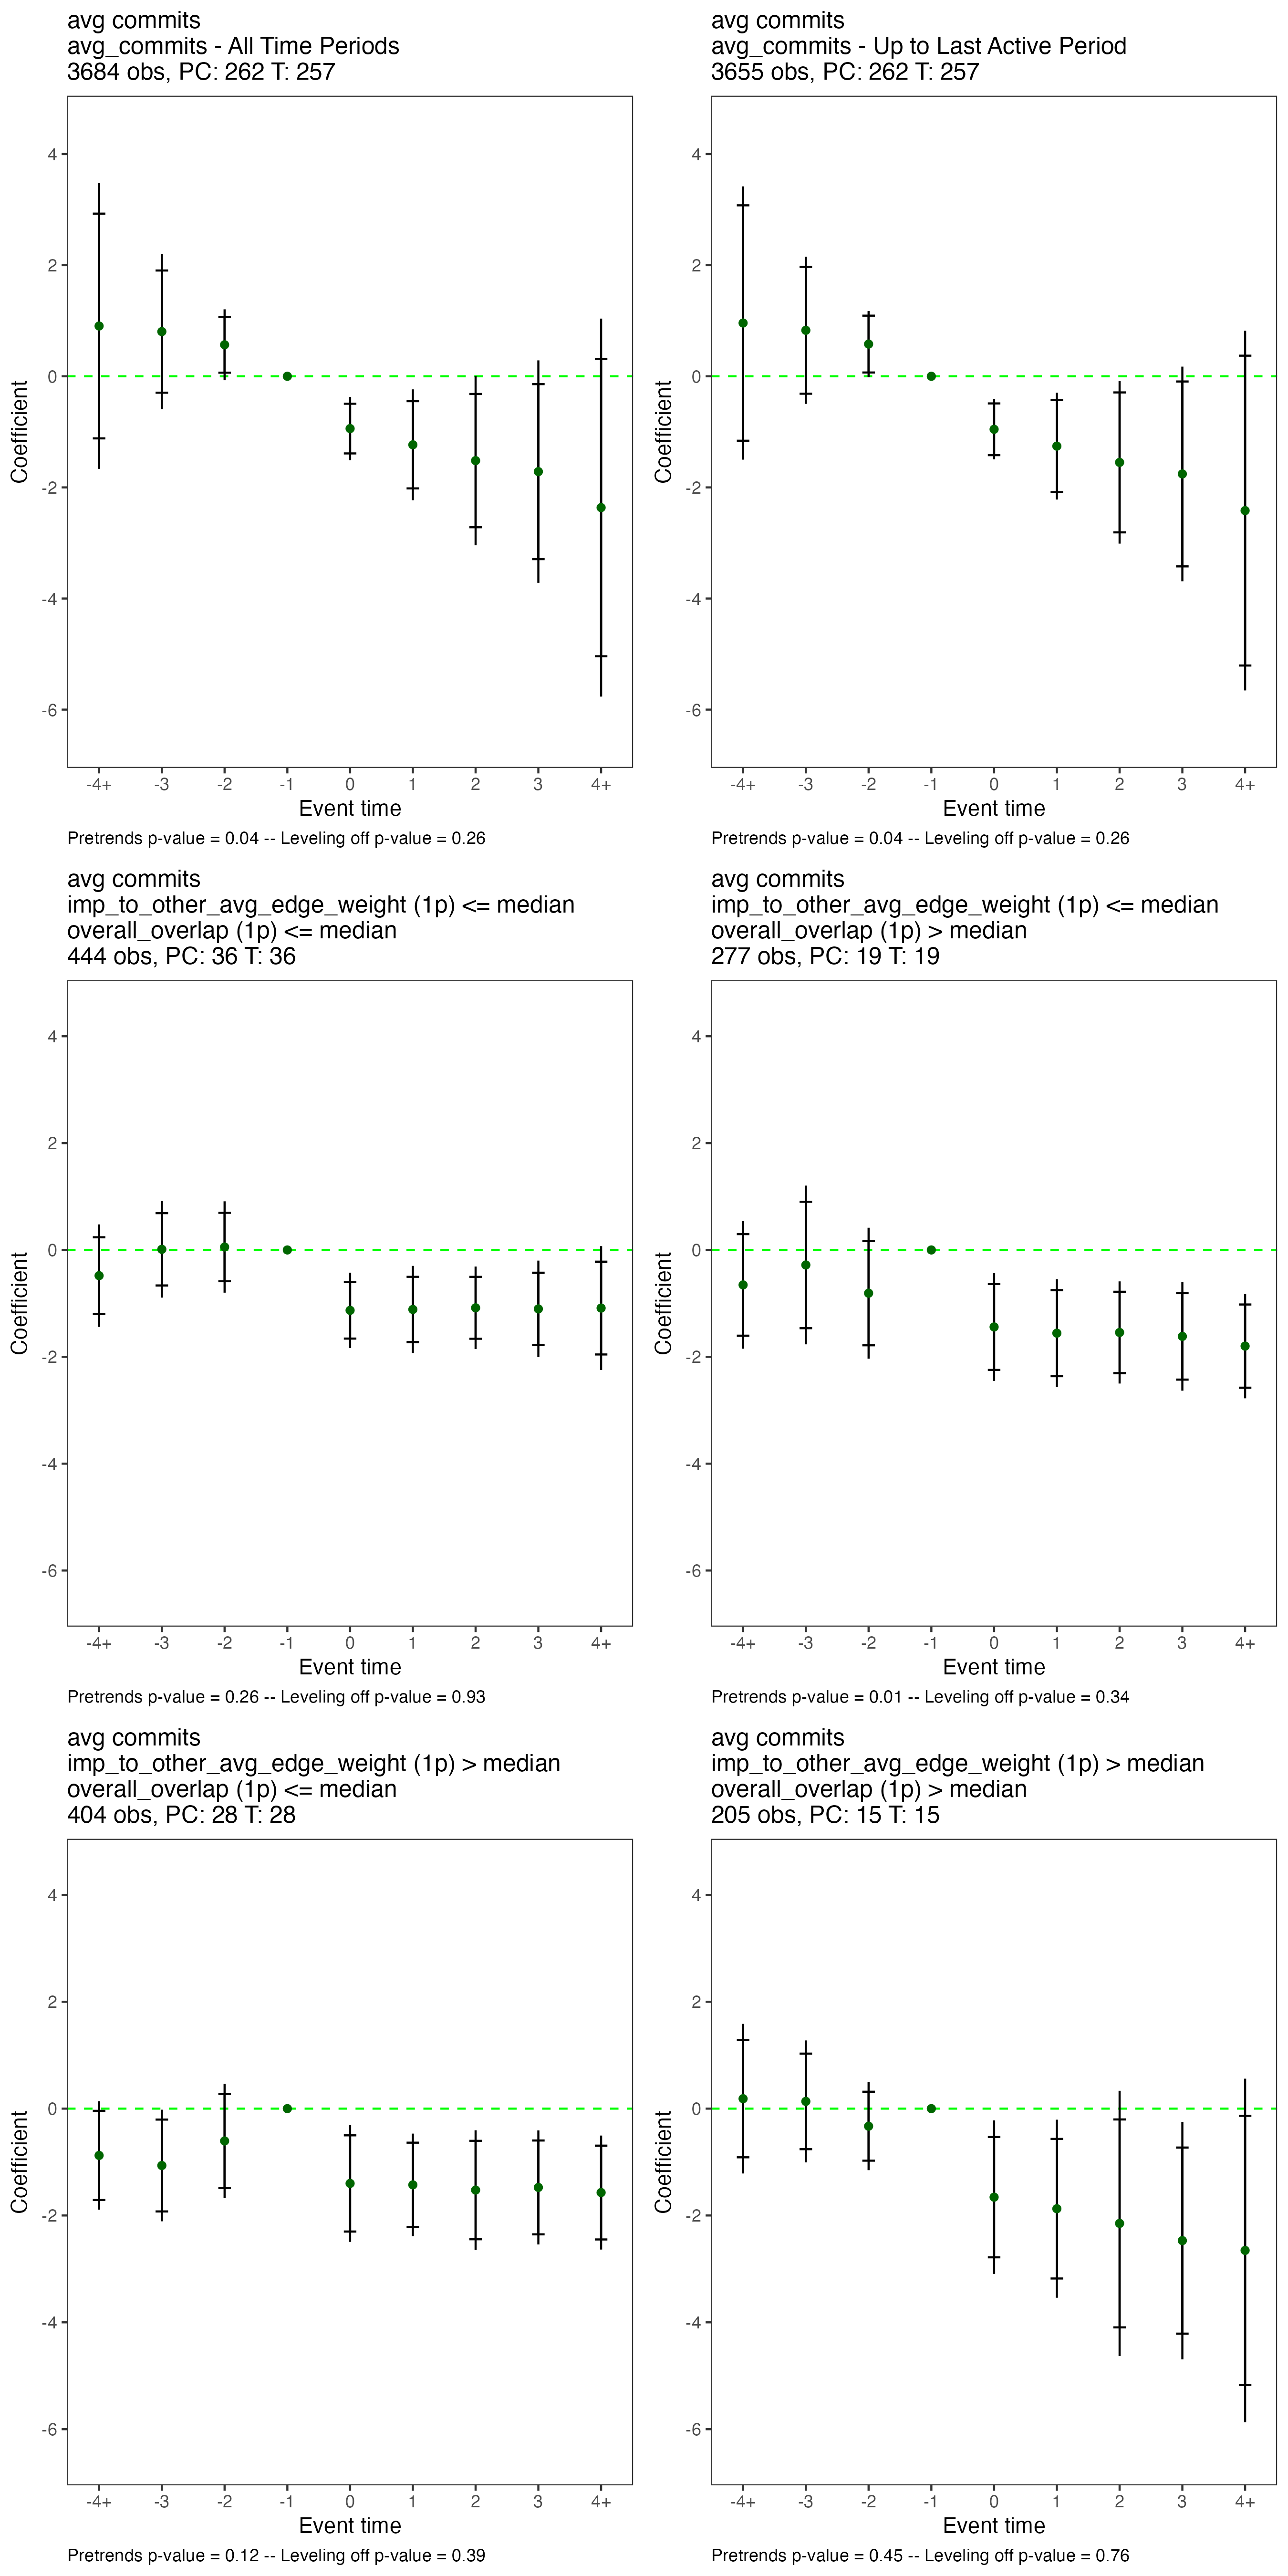 avg commits
avg_commits - All Time Periods
3684 obs, PC: 262 T: 257
4
2
0
-2
-4
-6
Coefficient
-4+ -3 -2 -1 0 1 2 3 4+
Event time
Pretrends p-value = 0.04 -- Leveling off p-value = 0.26
avg commits
avg_commits - Up to Last Active Period
3655 obs, PC: 262 T: 257
4
2
0
-2
-4
-6
Coefficient
-4+ -3 -2 -1 0 1 2 3 4+
Event time
Pretrends p-value = 0.04 -- Leveling off p-value = 0.26
avg commits
imp_to_other_avg_edge_weight (1p) <= median
overall_overlap (1p) <= median
444 obs, PC: 36 T: 36
4
2
0
-2
-4
-6
Coefficient
-4+ -3 -2 -1 0 1 2 3 4+
Event time
Pretrends p-value = 0.26 -- Leveling off p-value = 0.93
avg commits
imp_to_other_avg_edge_weight (1p) <= median
overall_overlap (1p) > median
277 obs, PC: 19 T: 19
4
2
0
-2
-4
-6
Coefficient
-4+ -3 -2 -1 0 1 2 3 4+
Event time
Pretrends p-value = 0.01 -- Leveling off p-value = 0.34
avg commits
imp_to_other_avg_edge_weight (1p) > median
overall_overlap (1p) <= median
404 obs, PC: 28 T: 28
4
2
0
-2
-4
-6
Coefficient
-4+ -3 -2 -1 0 1 2 3 4+
Event time
Pretrends p-value = 0.12 -- Leveling off p-value = 0.39
avg commits
imp_to_other_avg_edge_weight (1p) > median
overall_overlap (1p) > median
205 obs, PC: 15 T: 15
4
2
0
-2
-4
-6
Coefficient
-4+ -3 -2 -1 0 1 2 3 4+
Event time
Pretrends p-value = 0.45 -- Leveling off p-value = 0.76